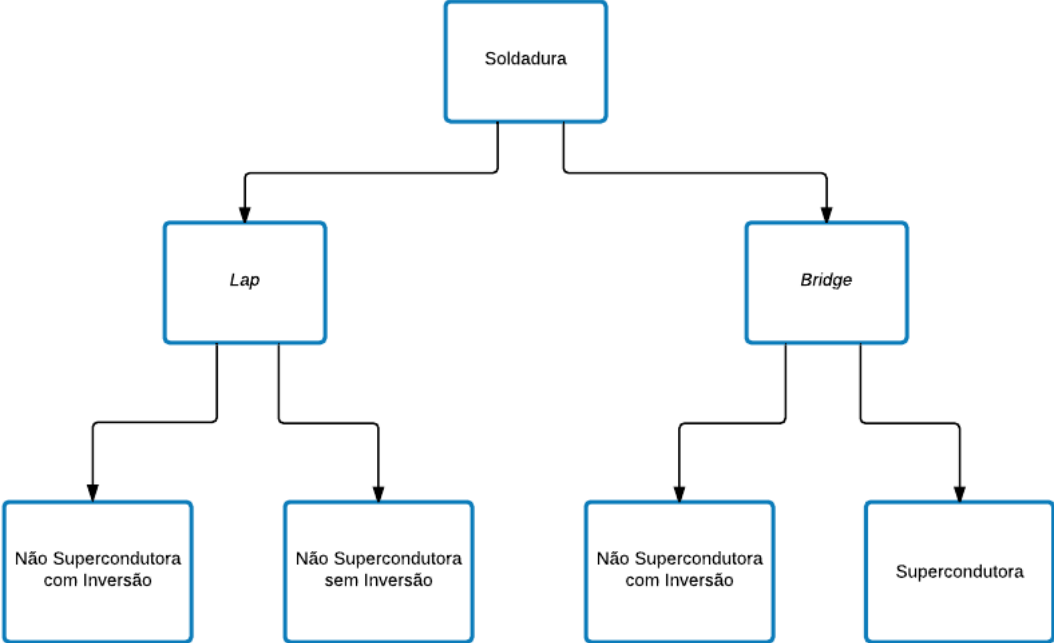 Soldadura
Lap
Bridge
Não Supercondutora
com Inversão
Não Supercondutora
sem Inversão
Não Supercondutora
com Inversão
Supercondutora